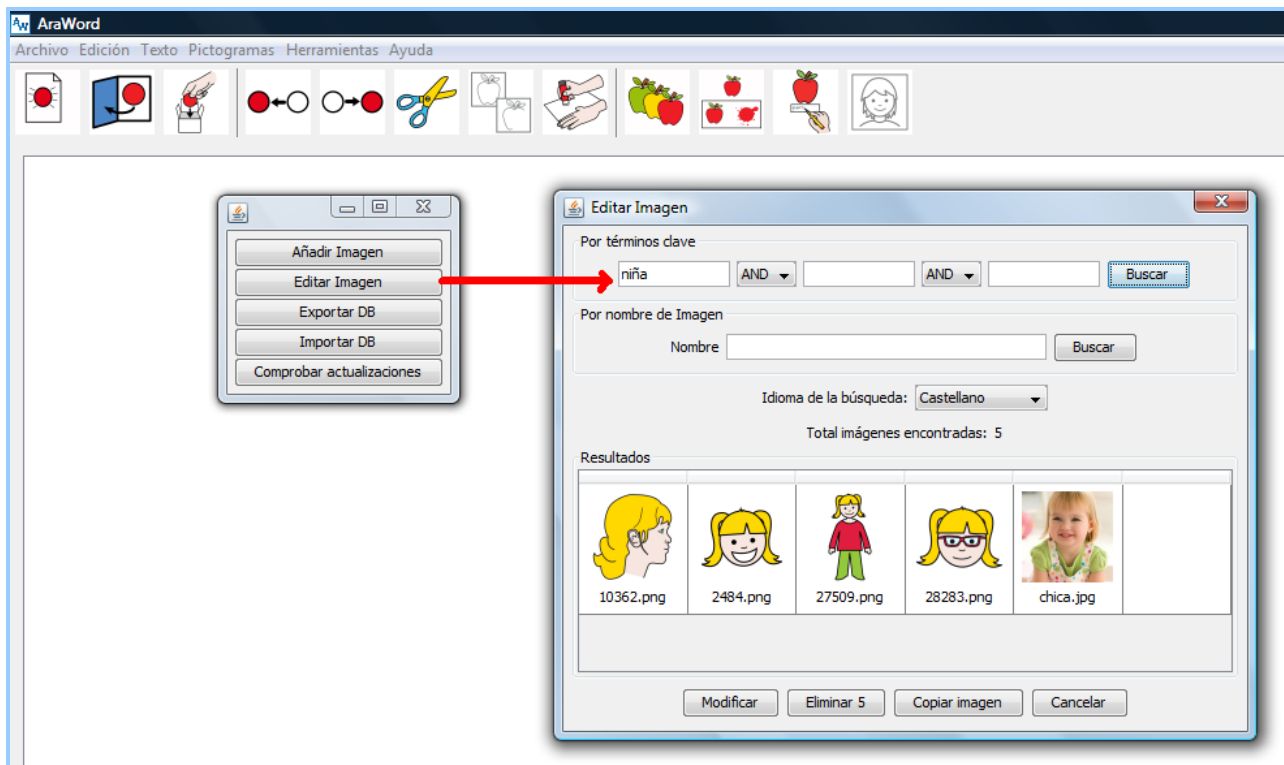 AW AraWord
Archivo Edición Texto Pictogramas Herramientas Ayuda
Añadir Imagen
Editar Imagen
Exportar DB
Importar DB
Comprobar actualizaciones
Editar Imagen
Por términos clave
niña AND AND Buscar
Por nombre de Imagen
Nombre Buscar
Idioma de la búsqueda: Castellano
Total imágenes encontradas: 5
Resultados
10362.png 2484.png 27509.png 28283.png chica.jpg
Modificar Eliminar 5 Copiar imagen Cancelar